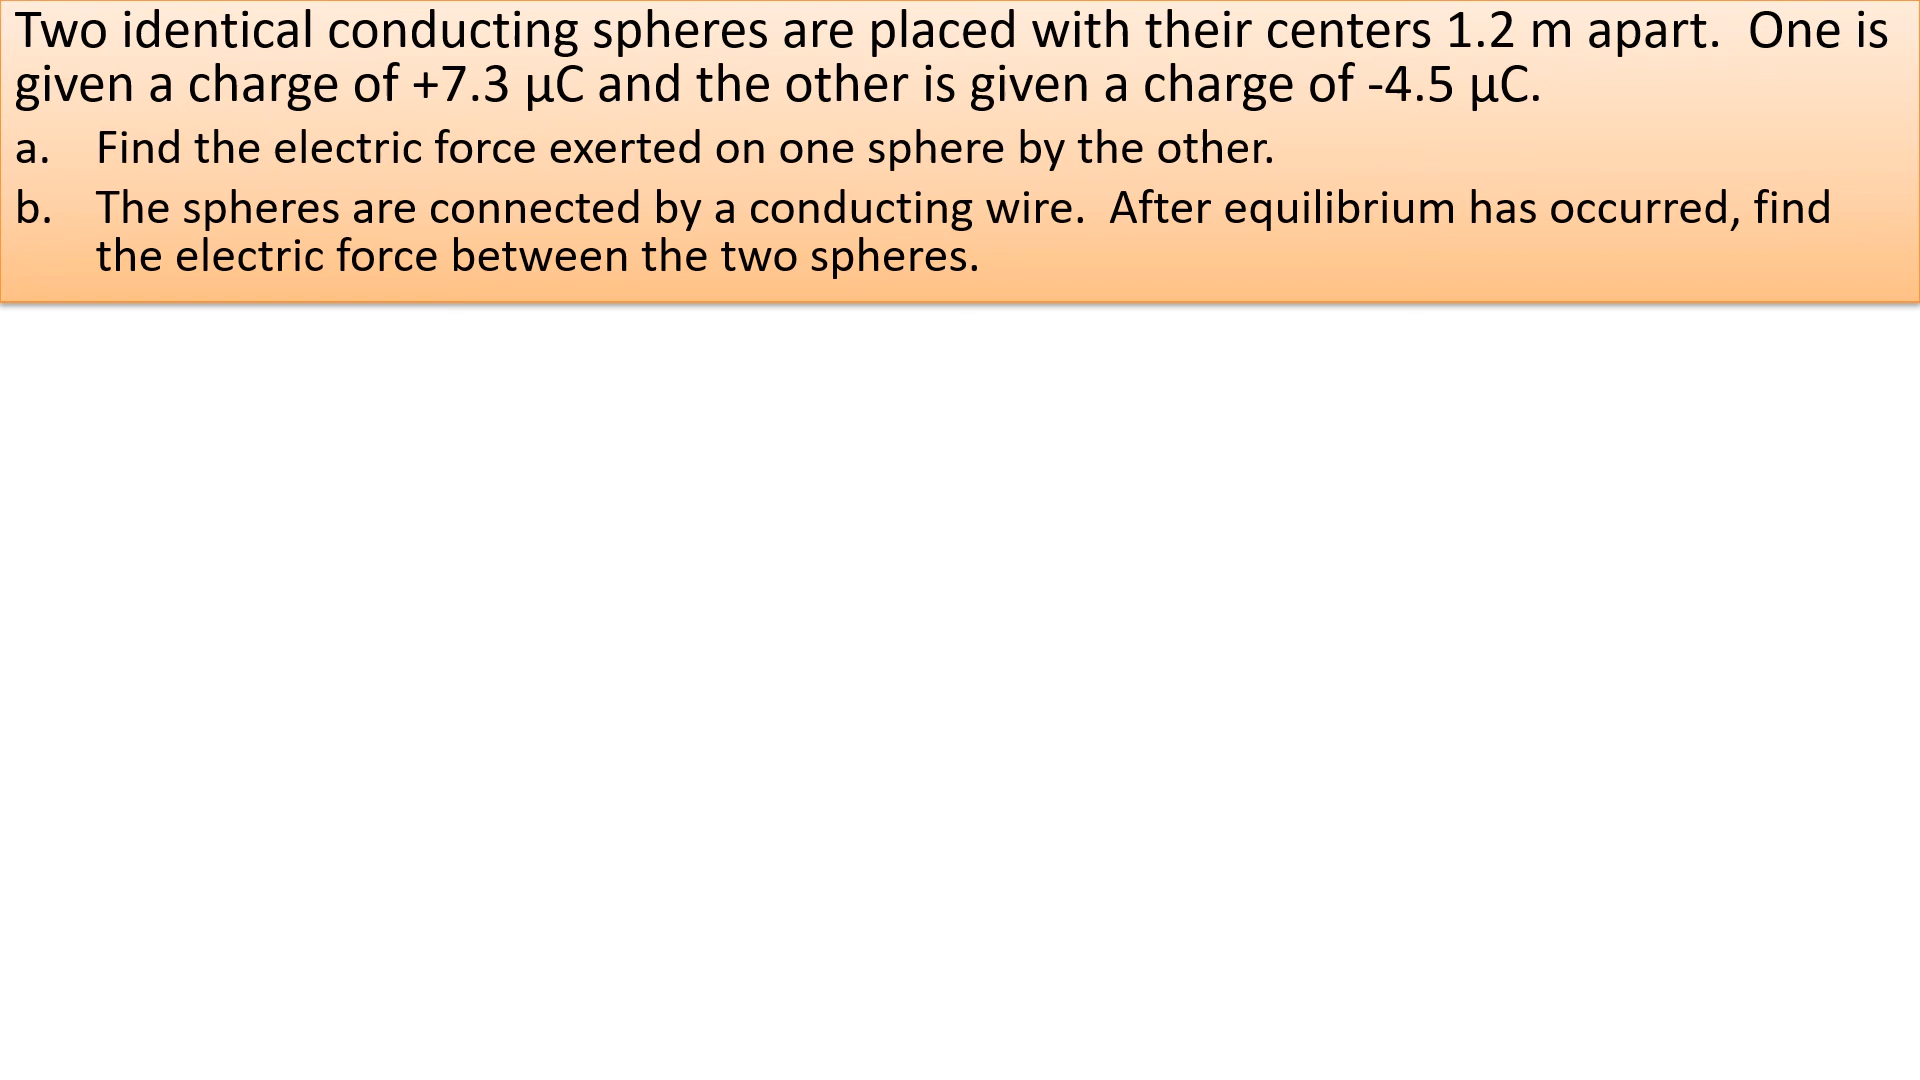 Two identical conducting spheres are placed with their centers 1.2 m apart.  One is
given a charge of +7.3 µC and the other is given a charge of -4.5 µC.
a. Find the electric force exerted on one sphere by the other.
b. The spheres are connected by a conducting wire.  After equilibrium has occurred, find
the electric force between the two spheres.